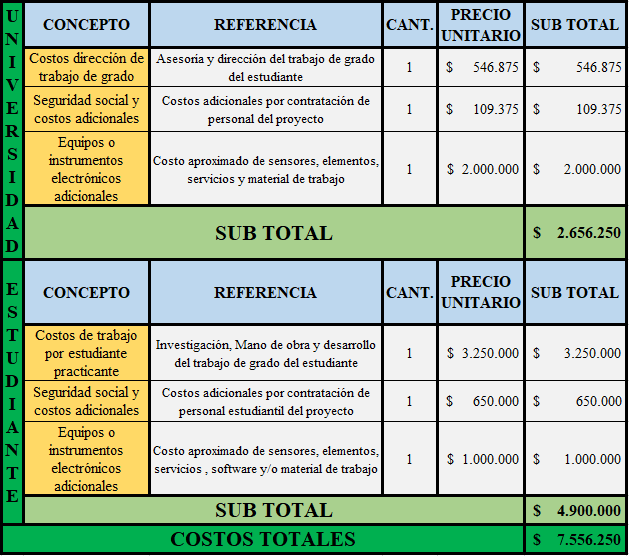 UNIVERSIDAD
CONCEPTO REFERENCIA CANT. PRECIO UNITARIO SUB TOTAL
Costos dirección de
trabajo de grado
Asesoria y dirección del trabajo de grado
del estudiante
1 $ 546.875 $ 546.875
Seguridad social y
costos adicionales
Costos adicionales por contratación de
personal del proyecto
1 $ 109.375 $ 109.375
Equipos o
instrumentos
electrónicos
adicionales
Costo aproximado de sensores, elementos,
servicios y material de trabajo
1 $ 2.000.000 $ 2.000.000
SUB TOTAL $ 2.656.250
ESTUDIANTE
CONCEPTO REFERENCIA CANT. PRECIO UNITARIO SUB TOTAL
Costos de trabajo
por estudiante
practicante
Investigación, Mano de obra y desarrollo
del trabajo de grado del estudiante
1 $ 3.250.000 $ 3.250.000
Seguridad social y
costos adicionales
Costos adicionales por contratación de
personal estudiantil del proyecto
1 $ 650.000 $ 650.000
Equipos o
instrumentos
electrónicos
adicionales
Costo aproximado de sensores, elementos,
servicios , software y/o material de trabajo
1 $ 1.000.000 $ 1.000.000
SUB TOTAL $ 4.900.000
COSTOS TOTALES $ 7.556.250